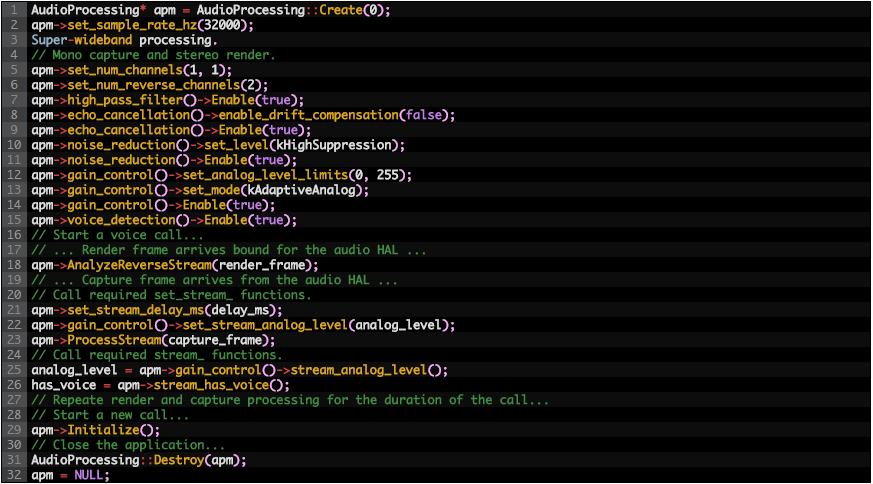 1 AudioProcessing* apm = AudioProcessing::Create(0);
2 apm->set_sample_rate_hz(32000);
3 Super-wideband processing.
4 // Mono capture and stereo render.
5 apm->set_num_channels(1, 1);
6 apm->set_num_reverse_channels(2);
7 apm->high_pass_filter()->Enable(true);
8 apm->echo_cancellation()->enable_drift_compensation(false);
9 apm->echo_cancellation()->Enable(true);
10 apm->noise_reduction()->set_level(kHighSuppression);
11 apm->noise_reduction()->Enable(true);
12 apm->gain_control()->set_analog_level_limits(0, 255);
13 apm->gain_control()->set_mode(kAdaptiveAnalog);
14 apm->gain_control()->Enable(true);
15 apm->voice_detection()->Enable(true);
16 // Start a voice call...
17 // ... Render frame arrives bound for the audio HAL ...
18 apm->AnalyzeReverseStream(render_frame);
19 // ... Capture frame arrives from the audio HAL ...
20 // Call required set_stream_ functions.
21 apm->set_stream_delay_ms(delay_ms);
22 apm->gain_control()->set_stream_analog_level(analog_level);
23 apm->ProcessStream(capture_frame);
24 // Call required stream_ functions.
25 analog_level = apm->gain_control()->stream_analog_level();
26 has_voice = apm->stream_has_voice();
27 // Repeate render and capture processing for the duration of the call...
28 // Start a new call...
29 apm->Initialize();
30 // Close the application...
31 AudioProcessing::Destroy(apm);
32 apm = NULL;